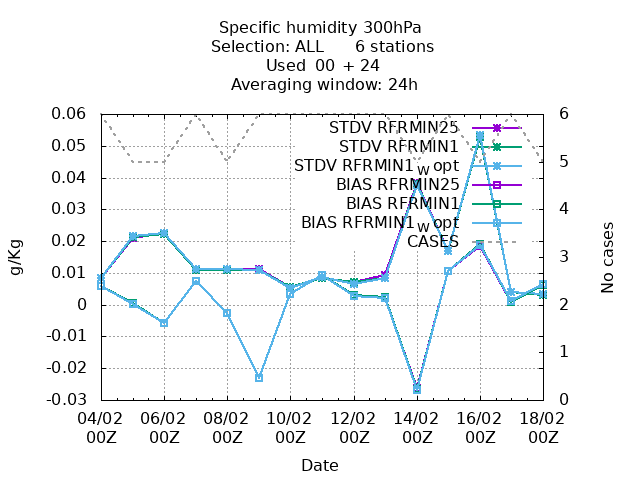 Specific humidity 300hPa
Selection: ALL 6 stations
Used 00 + 24
Averaging window: 24h
STDV RFRMIN25
STDV RFRMIN1
STDV RFRMIN1w opt
BIAS RFRMIN25
BIAS RFRMIN1
BIAS RFRMIN1w opt
CASES
g/Kg
0.06
0.05
0.04
0.03
0.02
0.01
0
-0.01
-0.02
-0.03
No cases
6
5
4
3
2
1
0
04/02 06/02 08/02 10/02 12/02 14/02 16/02 18/02
00Z 00Z 00Z 00Z 00Z 00Z 00Z 00Z
Date